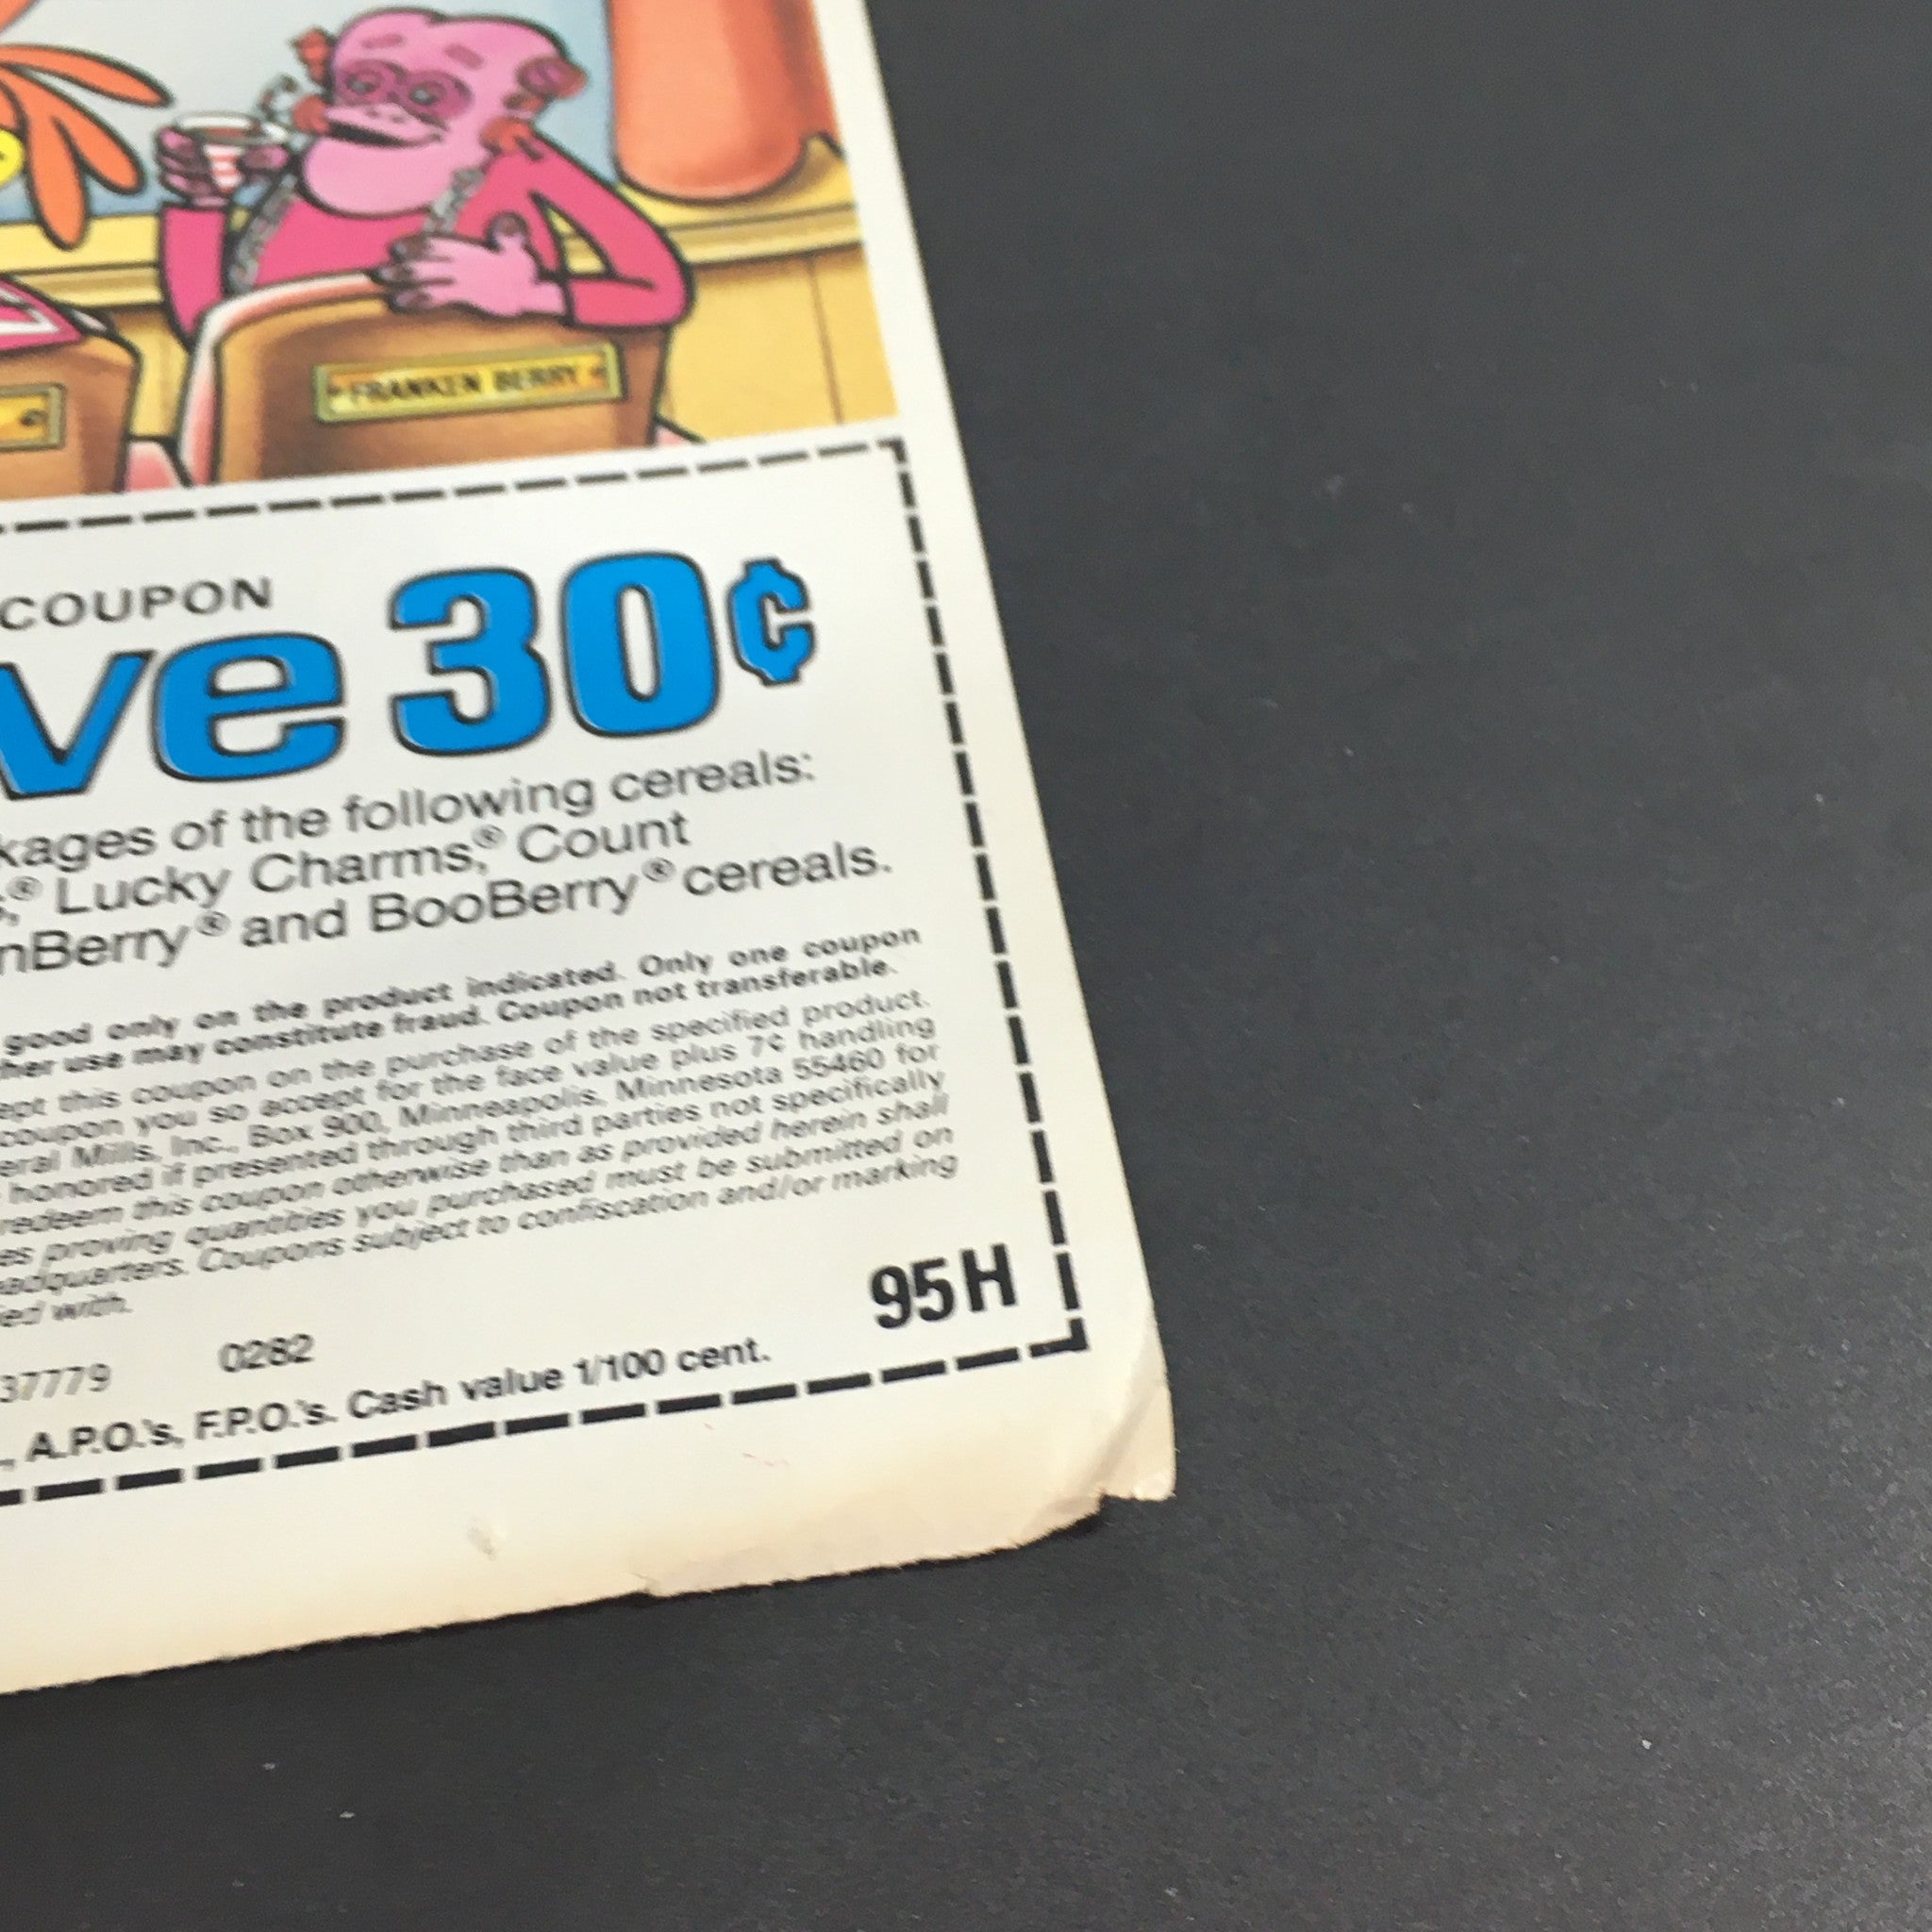 FRANKEN BERRY
COUPON
ve 30¢
kages of the following cereals:
s,® Lucky Charms,® Count
nBerry® and BooBerry® cereals.
good only on the product indicated. Only one coupon
her use may constitute fraud. Coupon not transferable.
ept this coupon on the purchase of the specified product.
coupon you so accept for the face value plus 7¢ handling
eral Mills, Inc., Box 900, Minneapolis, Minnesota 55460 for
honored if presented through third parties not specifically
redeem this coupon otherwise than as provided herein shall
es proving quantities you purchased must be submitted on
eadquarters. Coupons subject to confiscation and/or marking
ied with.
95H
37779 0282
., A.P.O.'s, F.P.O.'s. Cash value 1/100 cent.